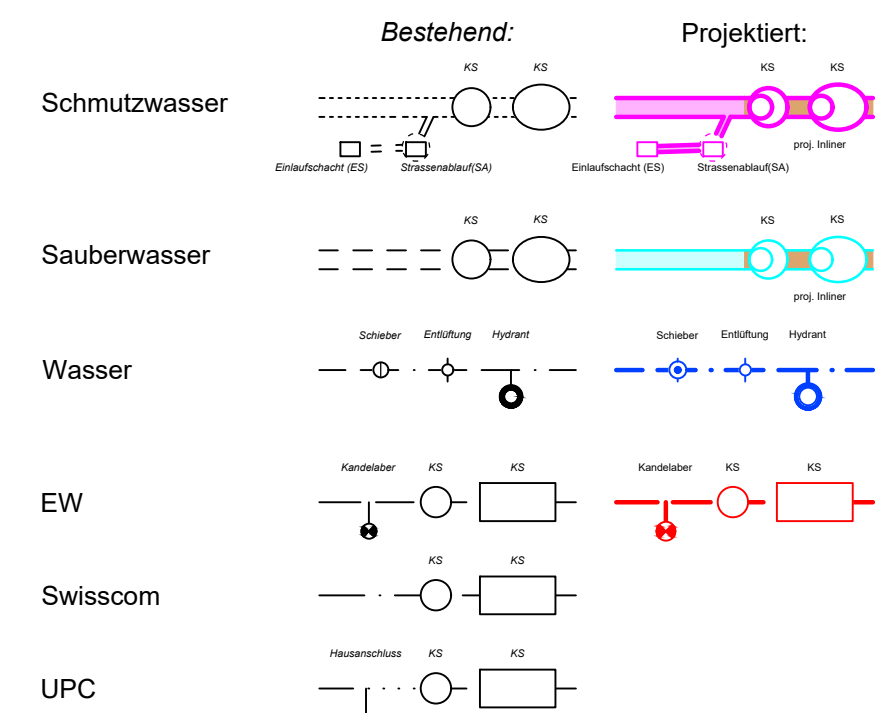 Bestehend: Projektiert:
KS KS KS KS
Schmutzwasser
proj. Inliner
Einlaufschacht (ES) Strassenablauf(SA) Einlaufschacht (ES) Strassenablauf(SA)
KS KS KS KS
Sauberwasser
proj. Inliner
Schieber Entlüftung Hydrant Schieber Entlüftung Hydrant
Wasser
Kandelaber KS KS Kandelaber KS KS
EW
KS KS
Swisscom
Hausanschluss KS KS
UPC